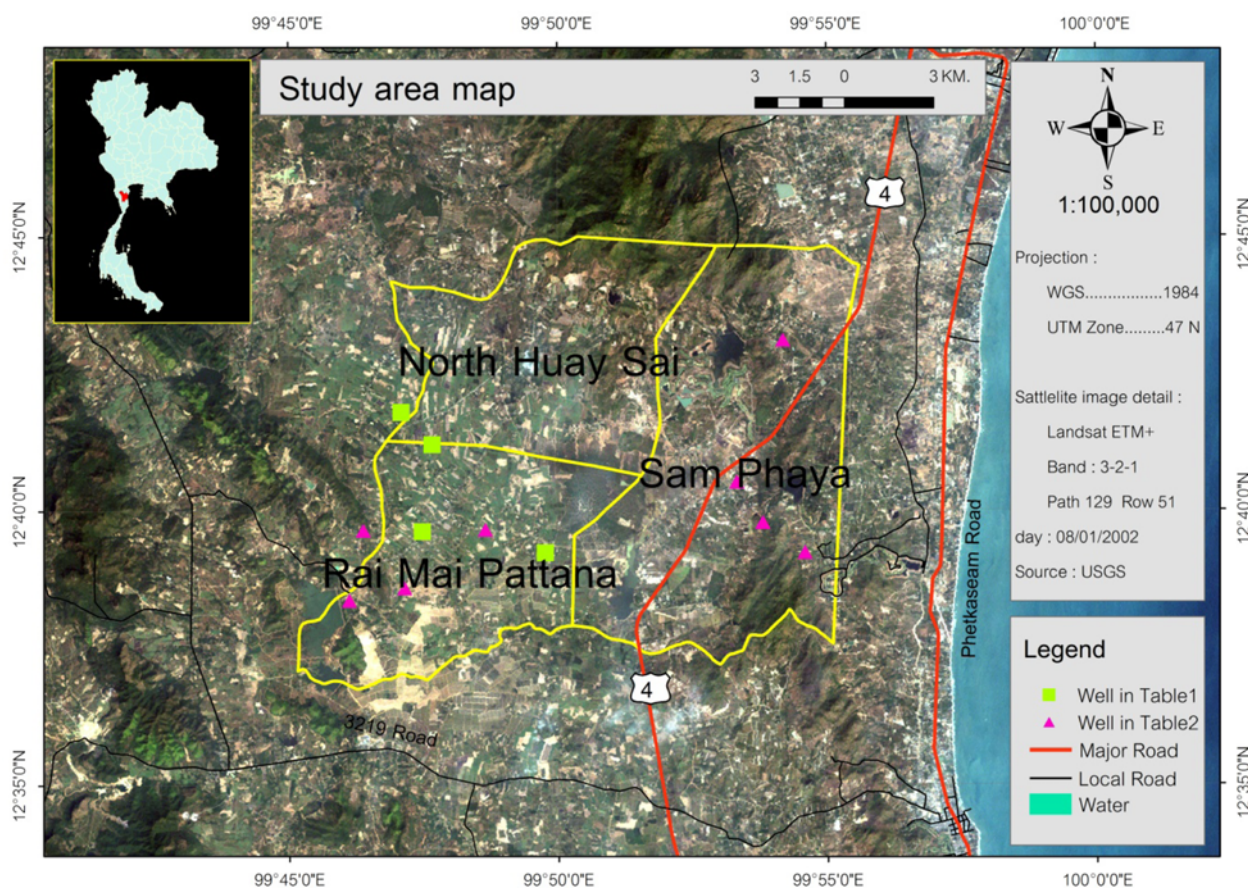 99°45'0"E 99°50'0"E 99°55'0"E 100°0'0"E
Study area map
3 1.5 0 3 KM.
N
W E
S
1:100,000
Projection :
WGS.................1984
UTM Zone.........47 N
Sattlelite image detail :
Landsat ETM+
Band : 3-2-1
Path 129 Row 51
day : 08/01/2002
Source : USGS
4
12°45'0"N
12°45'0"N
North Huay Sai
Sam Phaya
12°40'0"N
12°40'0"N
Rai Mai Pattana
Phetkaseam Road
4
3219 Road
12°35'0"N
12°35'0"N
Legend
Well in Table1
Well in Table2
Major Road
Local Road
Water
99°45'0"E 99°50'0"E 99°55'0"E 100°0'0"E